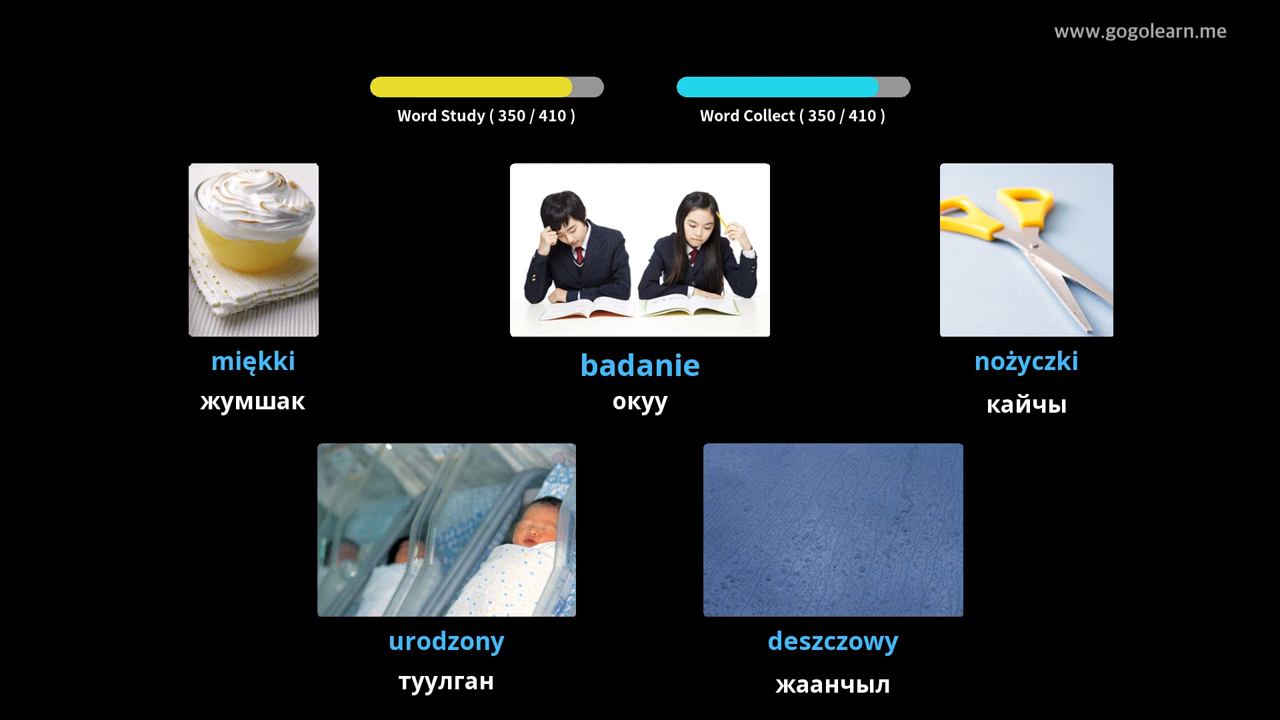 www.gogolearn.me
Word Study ( 350 / 410 )
Word Collect ( 350 / 410 )
miękki
жумшак
badanie
окуу
nożyczki
кайчы
urodzony
туулган
deszczowy
жаанчыл